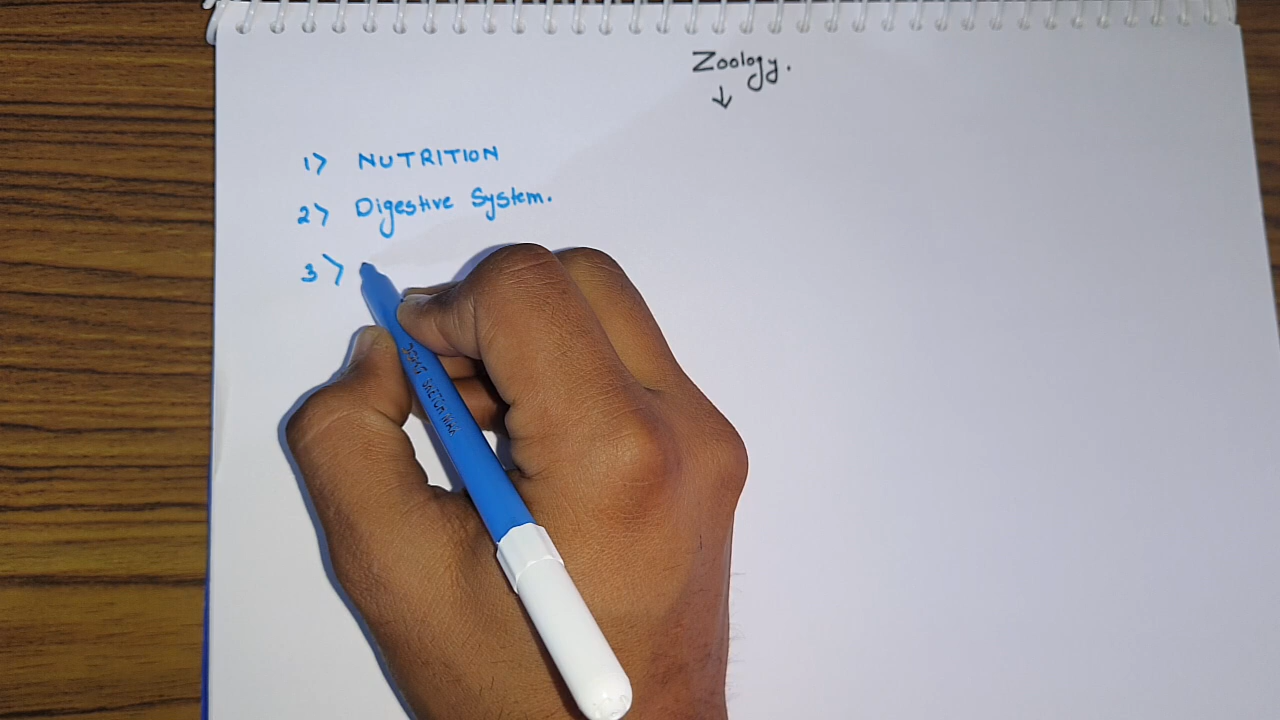 Zoology.
↓
1> NUTRITION
2> Digestive System.
3>